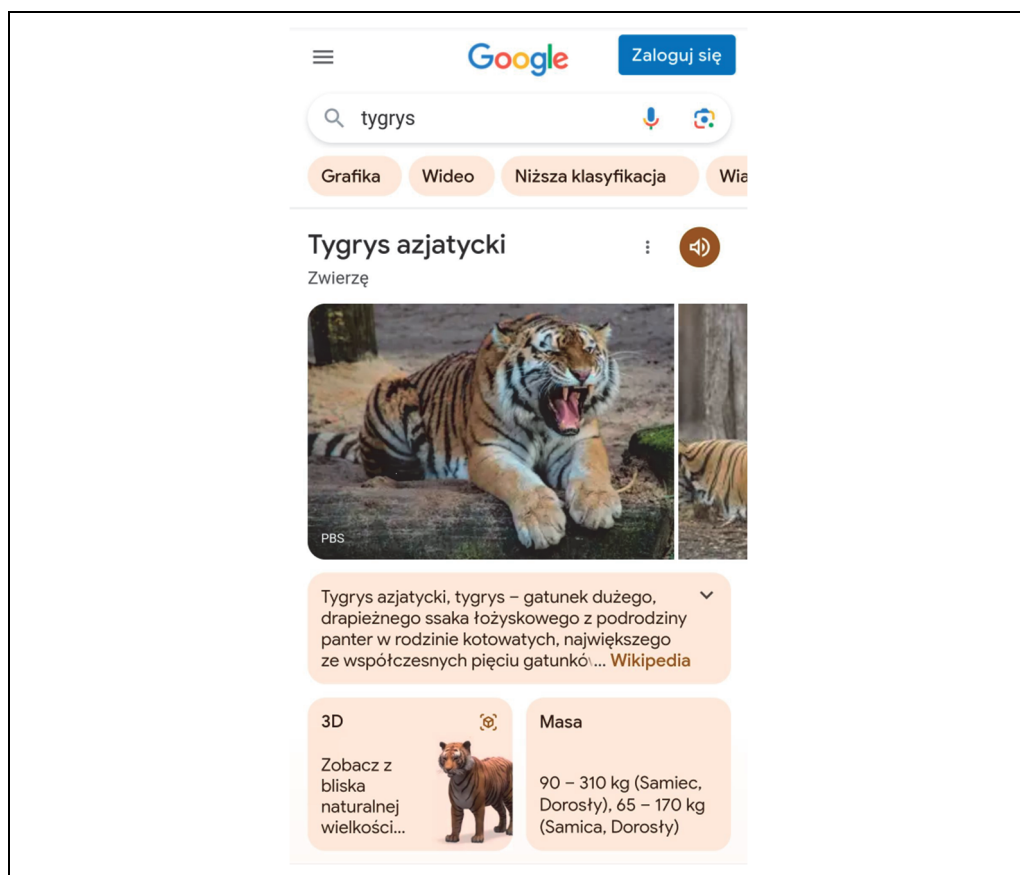 Google
Zaloguj się
tygrys
Grafika Wideo Niższa klasyfikacja Wia
Tygrys azjatycki
Zwierzę
PBS
Tygrys azjatycki, tygrys – gatunek dużego,
drapieżnego ssaka łożyskowego z podrodziny
panter w rodzinie kotowatych, największego
ze współczesnych pięciu gatunkó... Wikipedia
3D
Zobacz z
bliska
naturalnej
wielkości...
Masa
90 – 310 kg (Samiec,
Dorosły), 65 – 170 kg
(Samica, Dorosły)